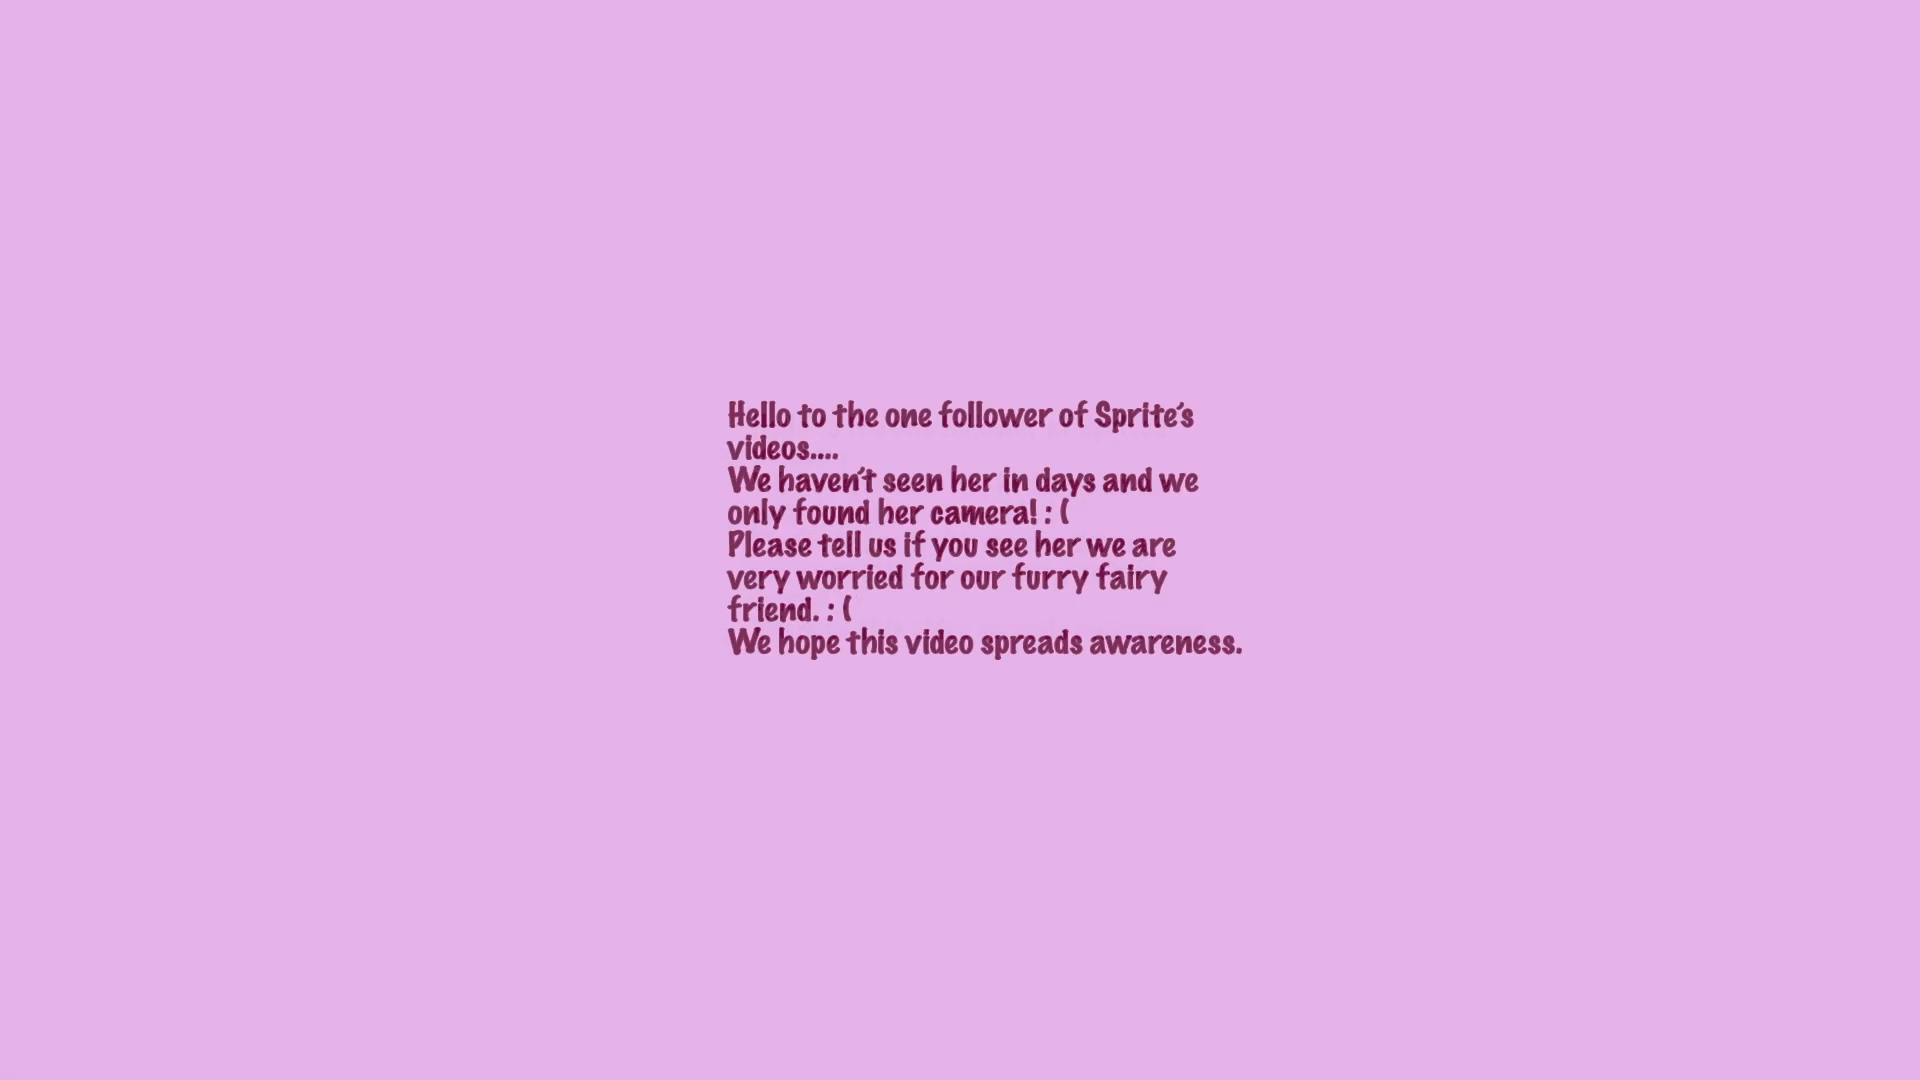 Hello to the one follower of Sprite's
videos....
We haven't seen her in days and we
only found her camera! : (
Please tell us if you see her we are
very worried for our furry fairy
friend. : (
We hope this video spreads awareness.